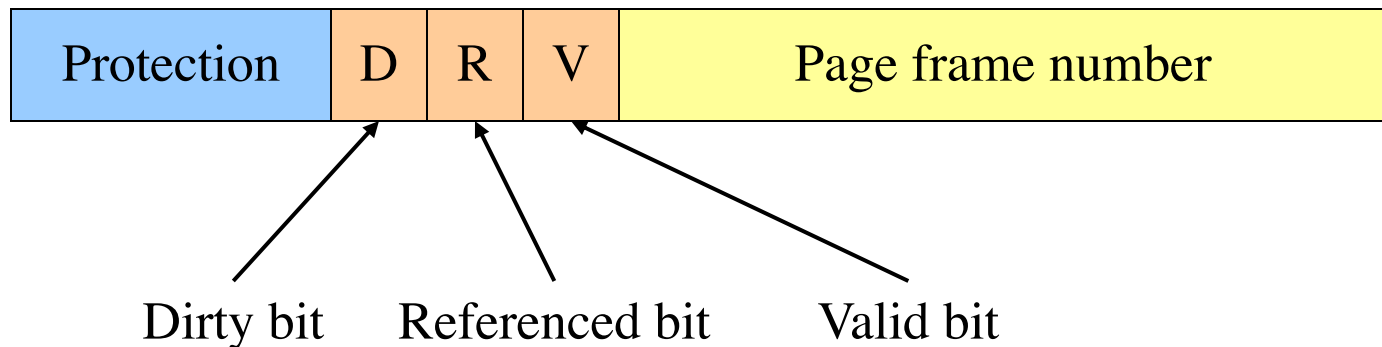 Protection D R V Page frame number
Dirty bit Referenced bit Valid bit